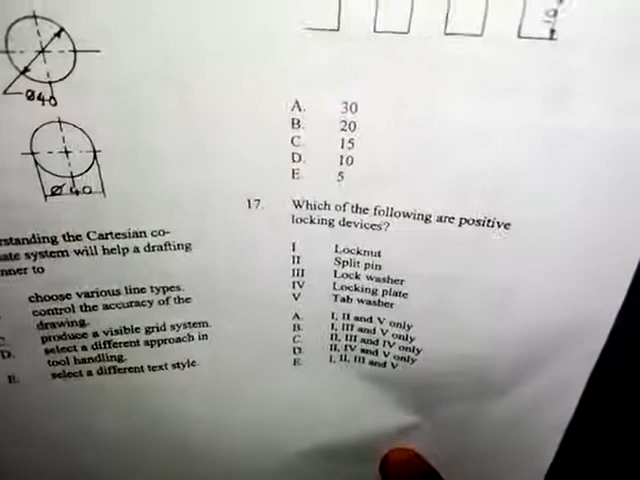 Ø40
Ø 40
rstanding the Cartesian co-
ate system will help a drafting
nner to
choose various line types.
control the accuracy of the
drawing.
C. produce a visible grid system.
D. select a different approach in
tool handling.
E. select a different text style.
10
A. 30
B. 20
C 15
D. 10
E 5
17. Which of the following are positive
locking devices?
I Locknut
II Split pin
III Lock washer
IV Locking plate
V Tab washer
A. I, II and V only
B. I, III and V only
C II, III and IV only
D. II, IV and V only
E I, II, III and V